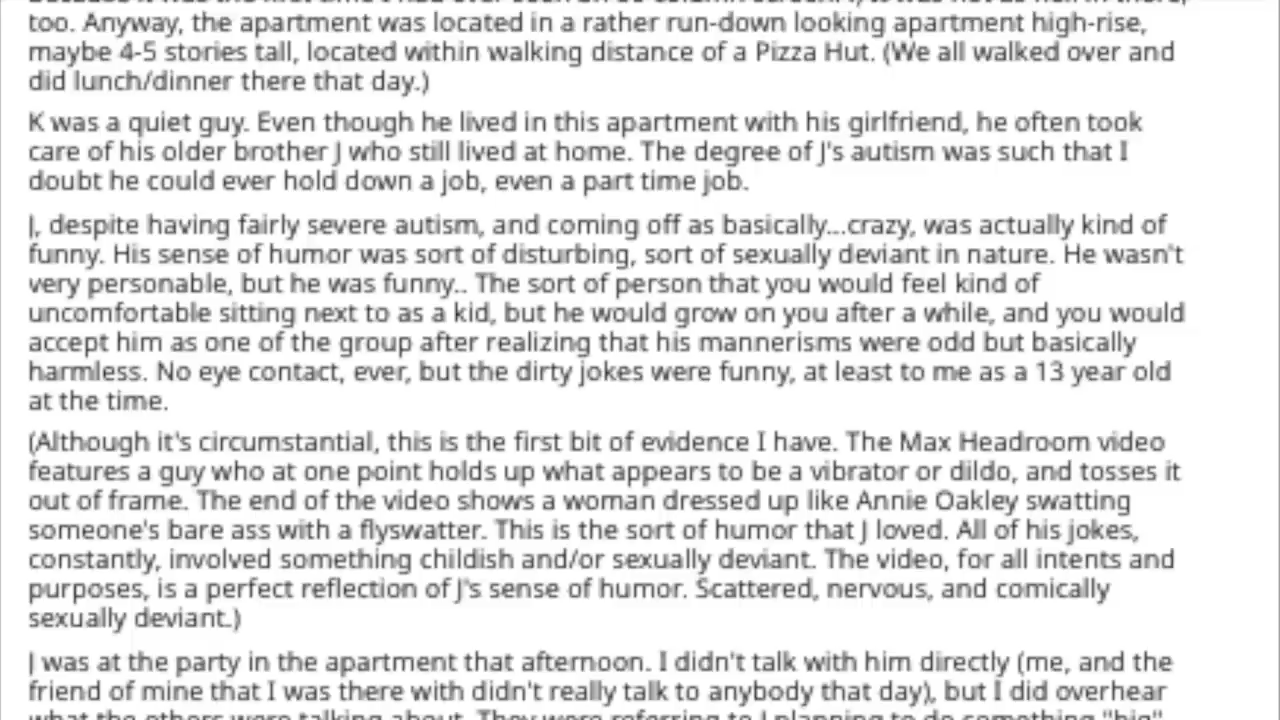 too. Anyway, the apartment was located in a rather run-down looking apartment high-rise,
maybe 4-5 stories tall, located within walking distance of a Pizza Hut. (We all walked over and
did lunch/dinner there that day.)
K was a quiet guy. Even though he lived in this apartment with his girlfriend, he often took
care of his older brother J who still lived at home. The degree of J's autism was such that I
doubt he could ever hold down a job, even a part time job.
J, despite having fairly severe autism, and coming off as basically...crazy, was actually kind of
funny. His sense of humor was sort of disturbing, sort of sexually deviant in nature. He wasn't
very personable, but he was funny.. The sort of person that you would feel kind of
uncomfortable sitting next to as a kid, but he would grow on you after a while, and you would
accept him as one of the group after realizing that his mannerisms were odd but basically
harmless. No eye contact, ever, but the dirty jokes were funny, at least to me as a 13 year old
at the time.
(Although it's circumstantial, this is the first bit of evidence I have. The Max Headroom video
features a guy who at one point holds up what appears to be a vibrator or dildo, and tosses it
out of frame. The end of the video shows a woman dressed up like Annie Oakley swatting
someone's bare ass with a flyswatter. This is the sort of humor that J loved. All of his jokes,
constantly, involved something childish and/or sexually deviant. The video, for all intents and
purposes, is a perfect reflection of J's sense of humor. Scattered, nervous, and comically
sexually deviant.)
J was at the party in the apartment that afternoon. I didn't talk with him directly (me, and the
friend of mine that I was there with didn't really talk to anybody that day), but I did overhear
what the others were talking about. They were referring to J planning to do something "big"